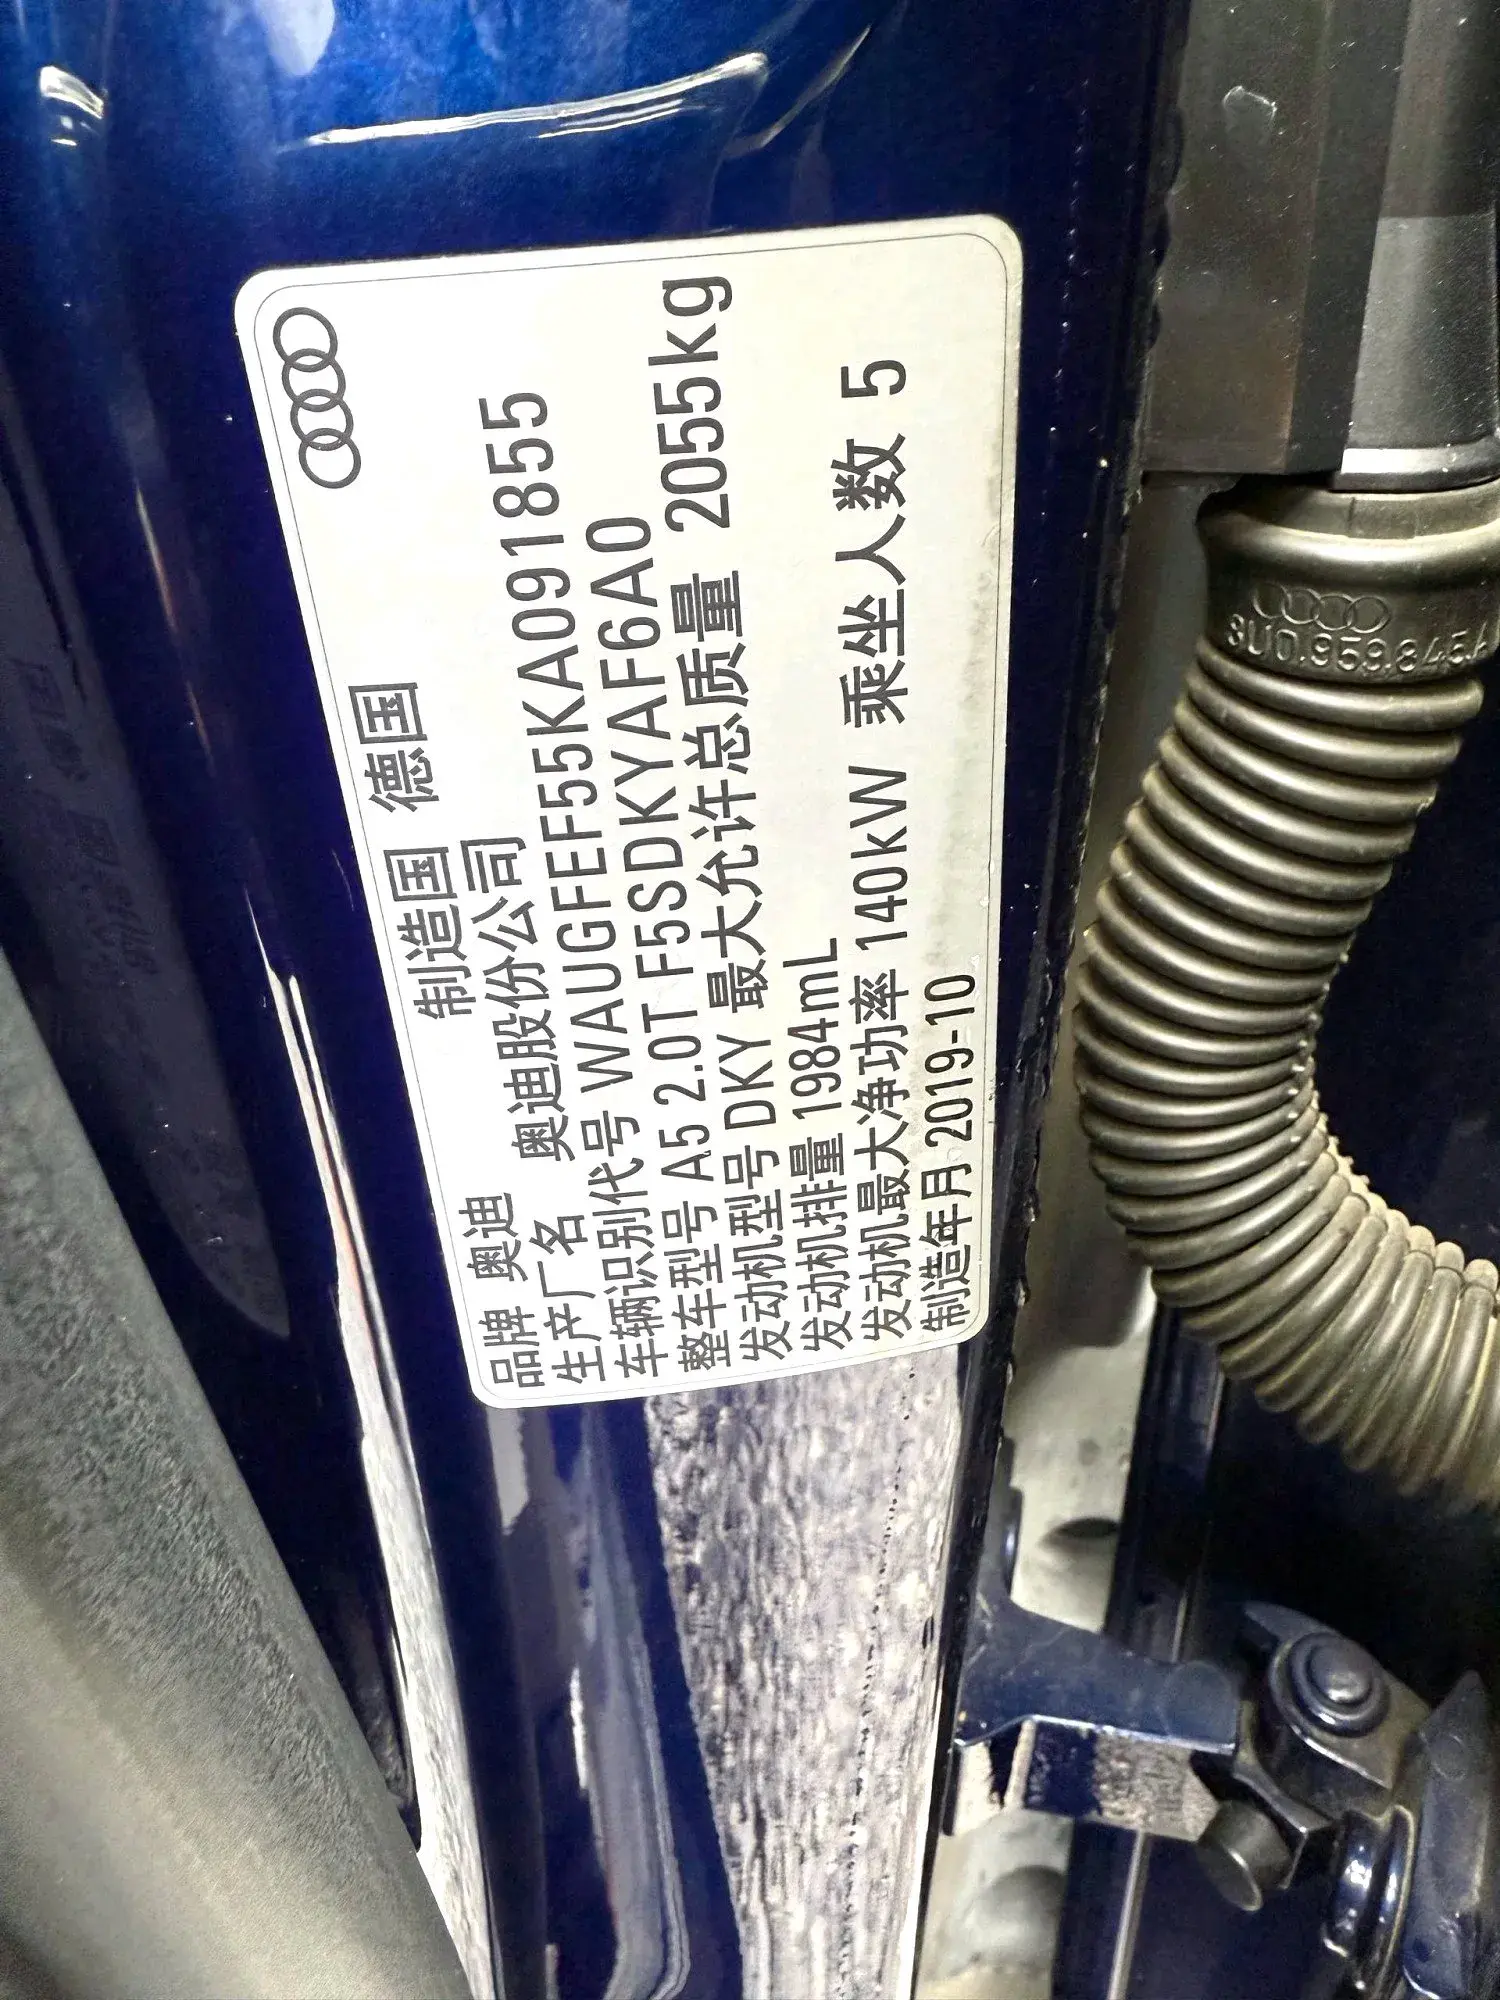 品牌 奥迪 制造国 德国
生产厂名 奥迪股份公司
车辆识别代号 WAUGFEF55KA091855
整车型号 A5 2.0T F5SDKYAF6A0
发动机型号 DKY 最大允许总质量 2055kg
发动机排量 1984mL
发动机最大净功率 140kW 乘坐人数 5
制造年月 2019-10
8U0.959.845.A